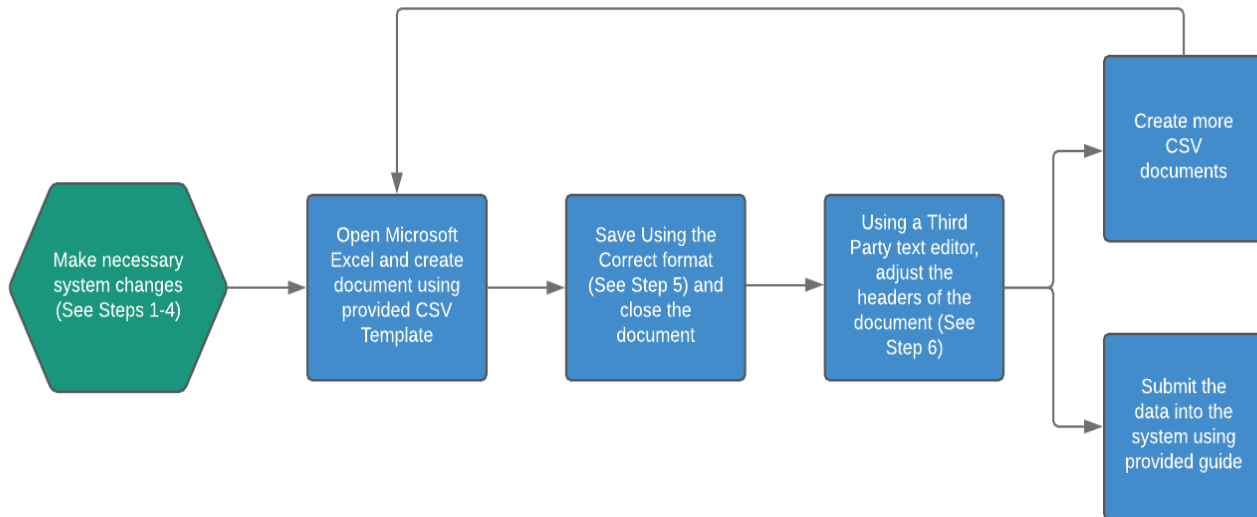 Make necessary
system changes
(See Steps 1-4)
Open Microsoft
Excel and create
document using
provided CSV
Template
Save Using the
Correct format
(See Step 5) and
close the
document
Using a Third
Party text editor,
adjust the
headers of the
document (See
Step 6)
Create more
CSV
documents
Submit the
data into the
system using
provided guide